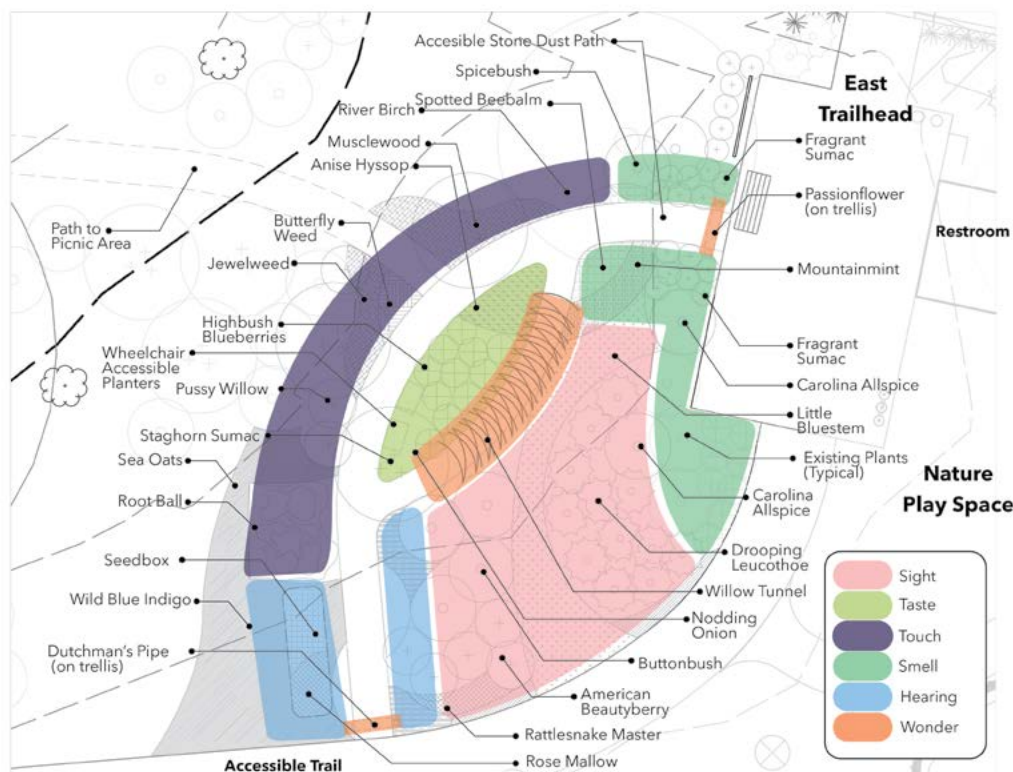 Accesible Stone Dust Path
Spicebush
Spotted Beebalm
River Birch
Musclewood
Anise Hyssop
East
Trailhead
Fragrant
Sumac
Passionflower
(on trellis)
Restroom
Path to
Picnic Area
Butterfly
Weed
Jewelweed
Mountainmint
Highbush
Blueberries
Wheelchair
Accessible
Planters
Pussy Willow
Fragrant
Sumac
Carolina Allspice
Little
Bluestem
Staghorn Sumac
Sea Oats
Root Ball
Existing Plants
(Typical)
Nature
Play Space
Carolina
Allspice
Seedbox
Drooping
Leucothoe
Wild Blue Indigo
Willow Tunnel
Dutchman's Pipe
(on trellis)
Nodding
Onion
Buttonbush
American
Beautyberry
Rattlesnake Master
Rose Mallow
Accessible Trail
Sight
Taste
Touch
Smell
Hearing
Wonder